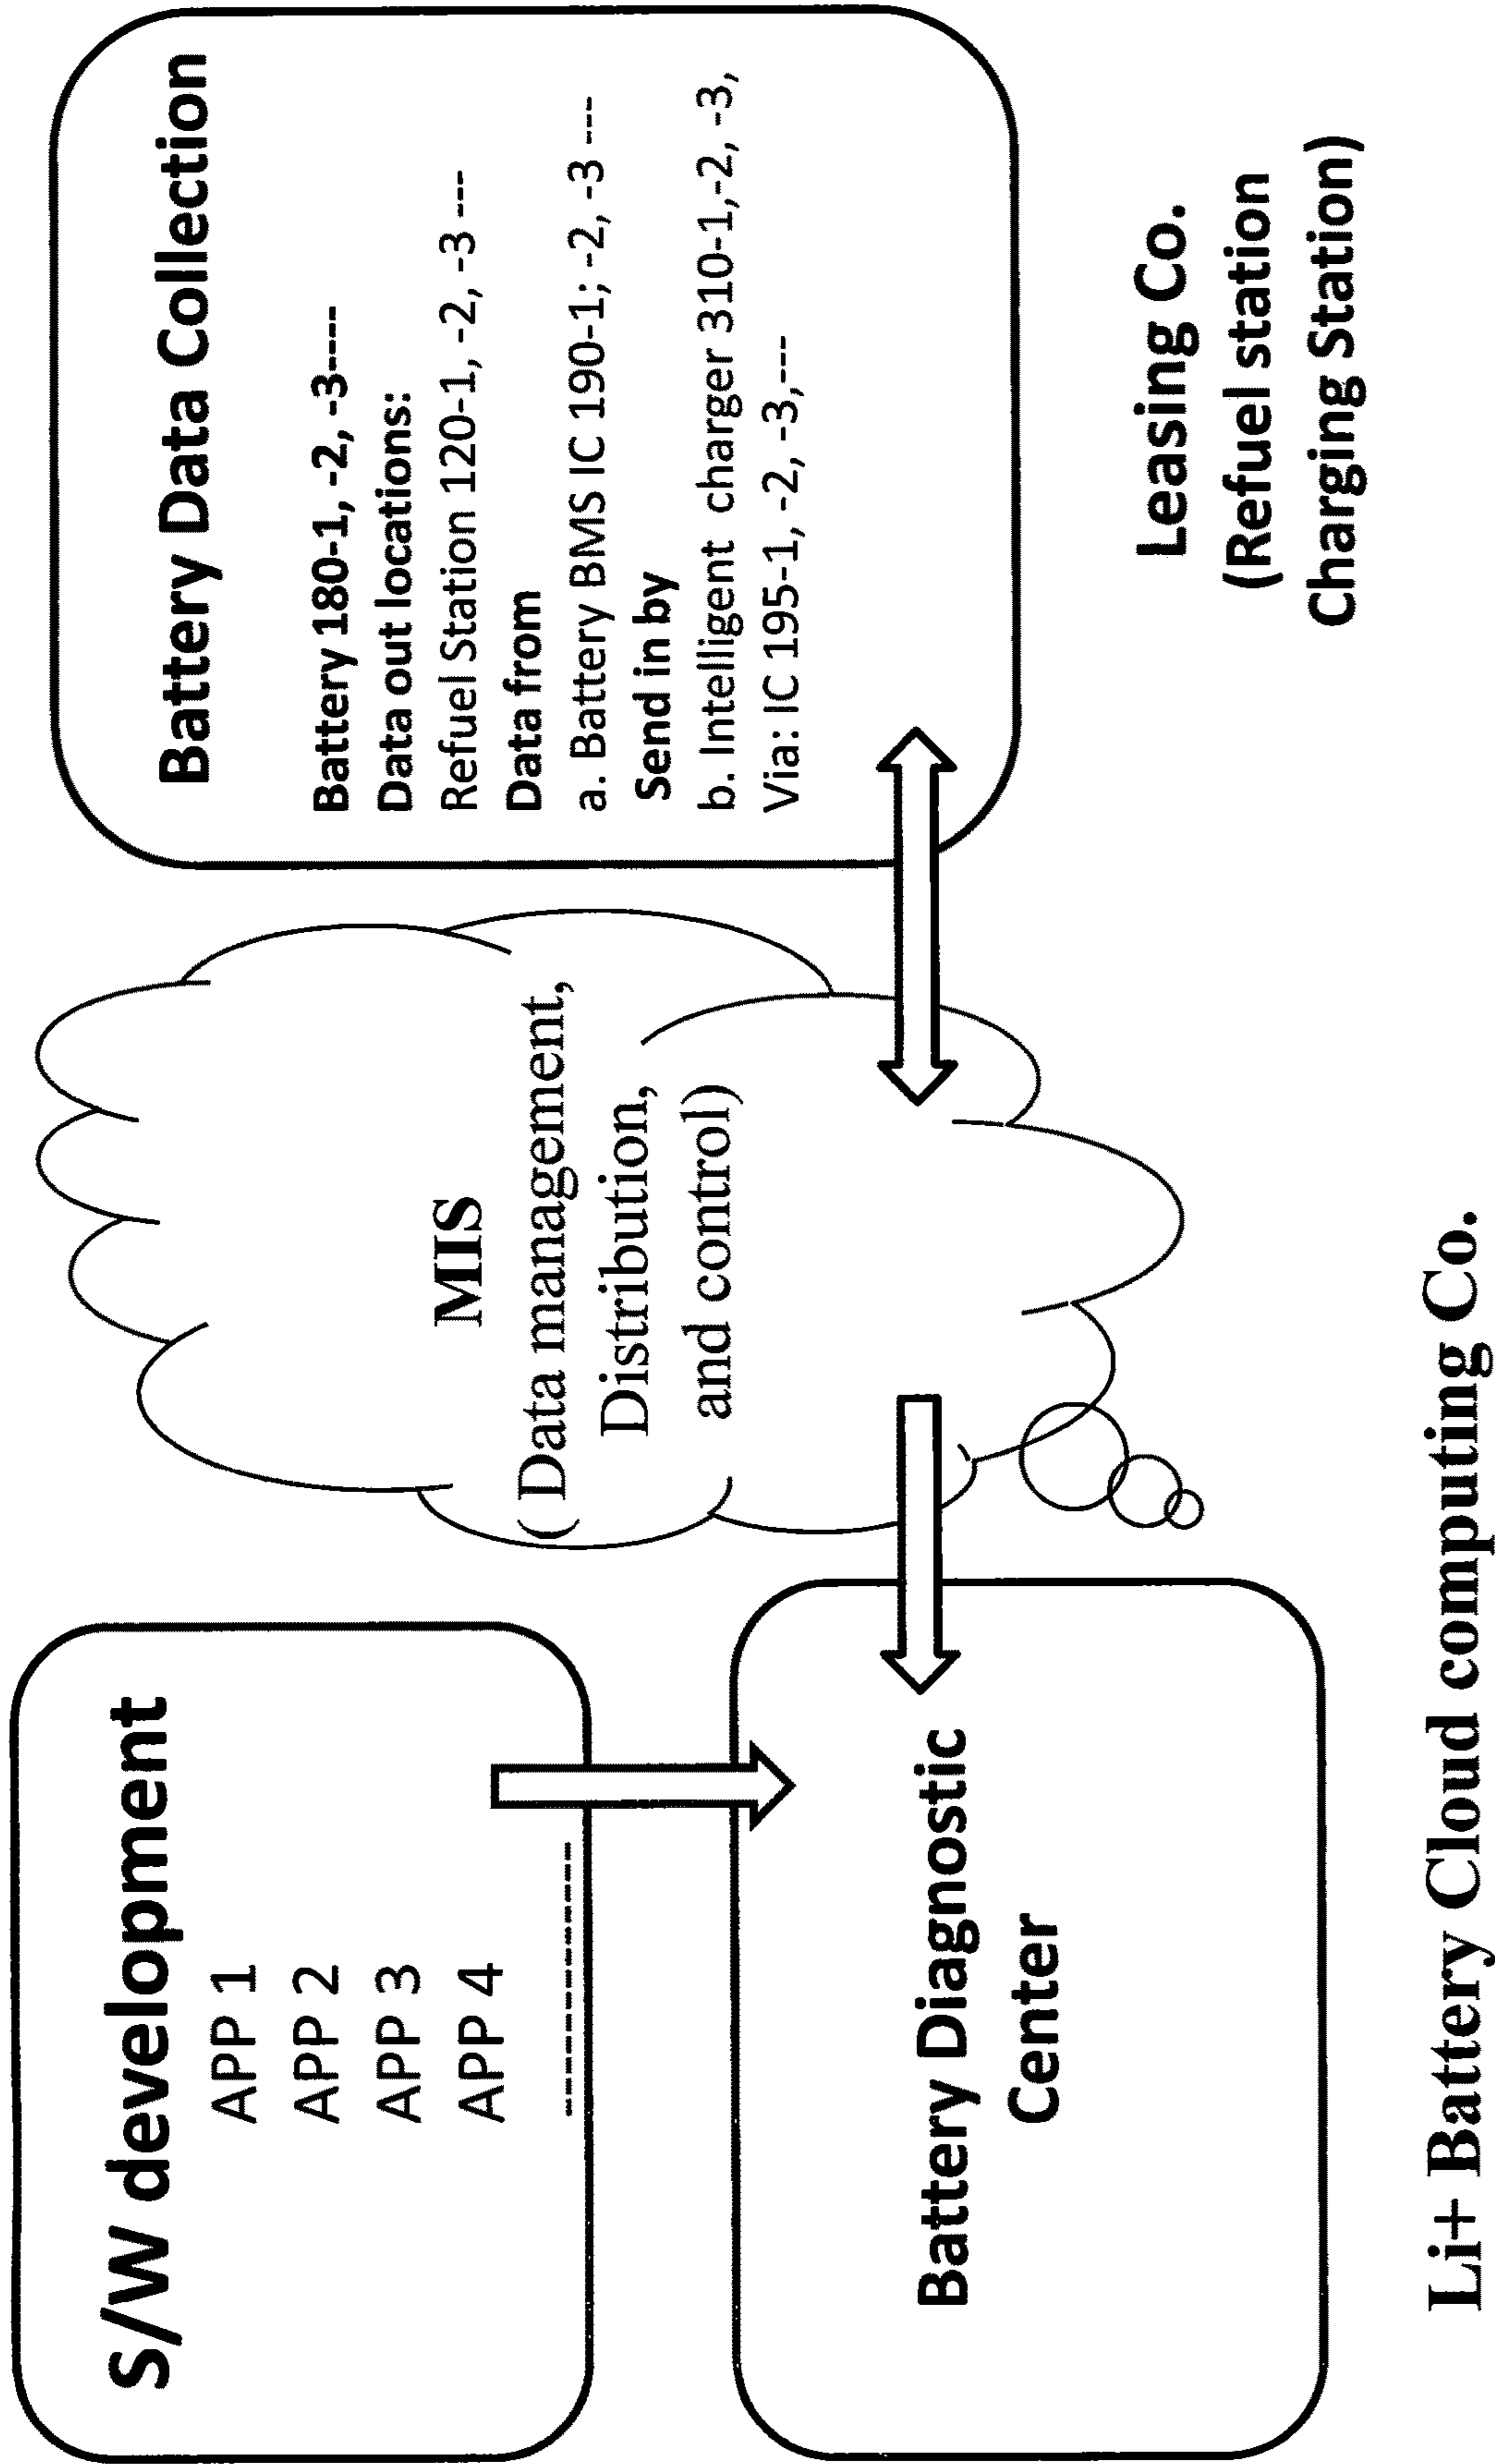 S/W development
APP 1
APP 2
APP 3
APP 4
----------
Battery Diagnostic
Center
MIS
( Data management,
Distribution,
and control)
Battery Data Collection
Battery 180-1, -2, -3----
Data out locations:
Refuel Station 120-1, -2, -3 ---
Data from
a. Battery BMS IC 190-1; -2, -3 ---
Send in by
b. Intelligent charger 310-1,-2, -3,
Via: IC 195-1, -2, -3,---
Leasing Co.
(Refuel station
Charging Station)
Li+ Battery Cloud computing Co.